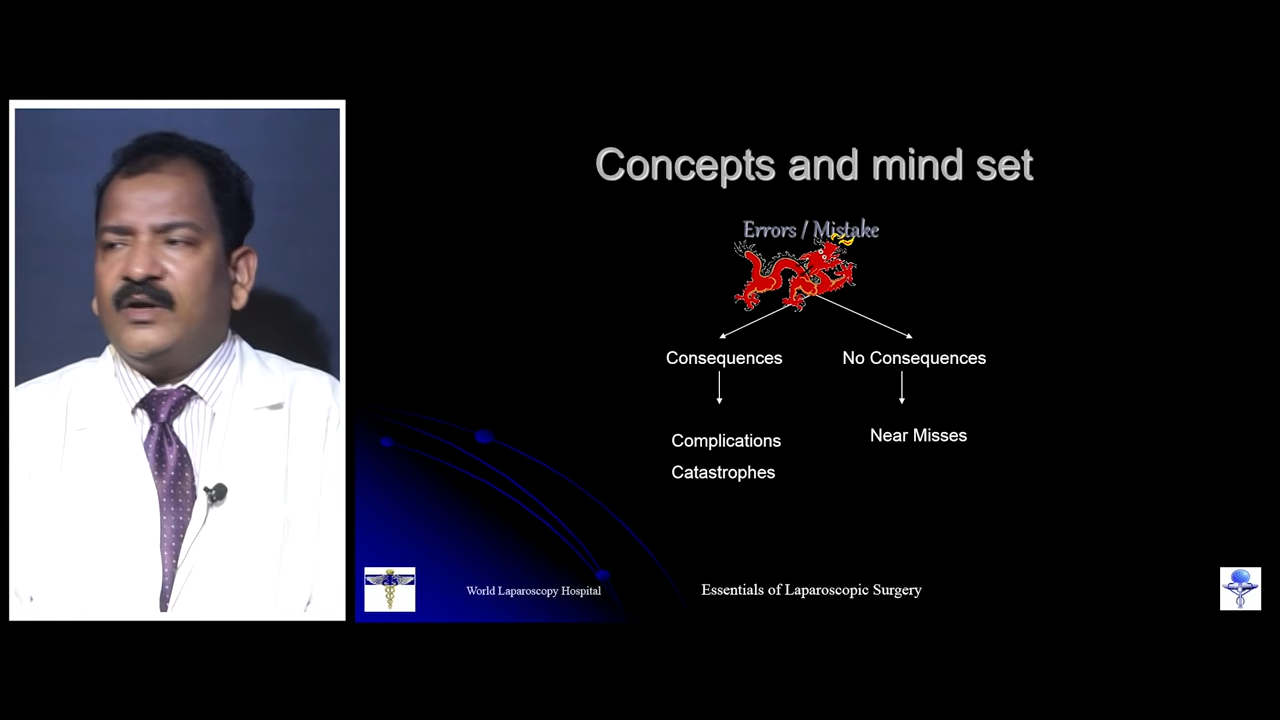 Concepts and mind set
Errors / Mistake
Consequences
No Consequences
Complications
Near Misses
Catastrophes
World Laparoscopy Hospital
Essentials of Laparoscopic Surgery